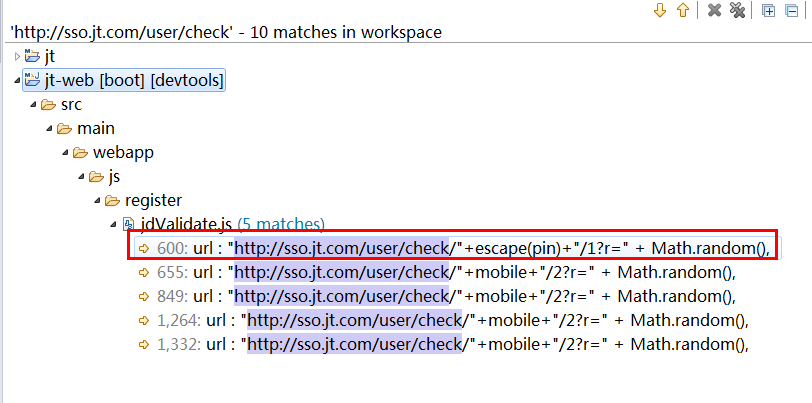 'http://sso.jt.com/user/check' - 10 matches in workspace
jt
jt-web [boot] [devtools]
src
main
webapp
js
register
jdValidate.js (5 matches)
600: url : "http://sso.jt.com/user/check/"+escape(pin)+"/1?r=" + Math.random(),
655: url : "http://sso.jt.com/user/check/"+mobile+"/2?r=" + Math.random(),
849: url : "http://sso.jt.com/user/check/"+mobile+"/2?r=" + Math.random(),
1,264: url : "http://sso.jt.com/user/check/"+mobile+"/2?r=" + Math.random(),
1,332: url : "http://sso.jt.com/user/check/"+mobile+"/2?r=" + Math.random(),